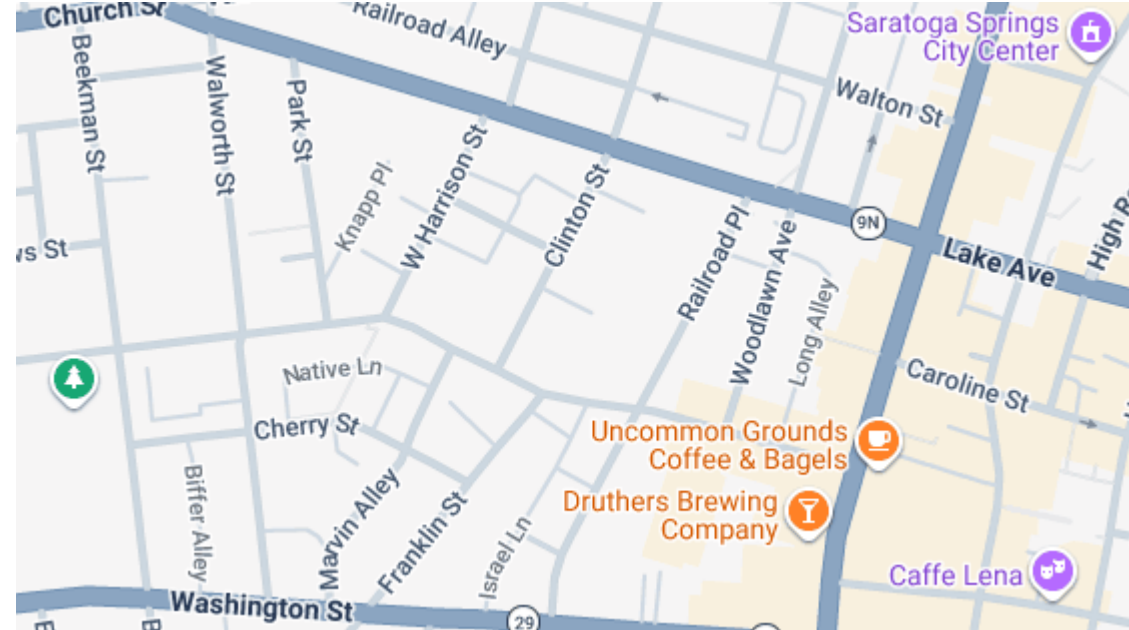 Church St
Railroad Alley
Saratoga Springs
City Center
Beekman St
Walworth St
Park St
Walton St
Knapp Pl
W Harrison St
Clinton St
Railroad Pl
Woodlawn Ave
9N
Lake Ave
High
ws St
Long Alley
Native Ln
Caroline St
Cherry St
Uncommon Grounds
Coffee & Bagels
Biffer Alley
Marvin Alley
Franklin St
Israel Ln
Druthers Brewing
Company
Caffe Lena
Washington St
29